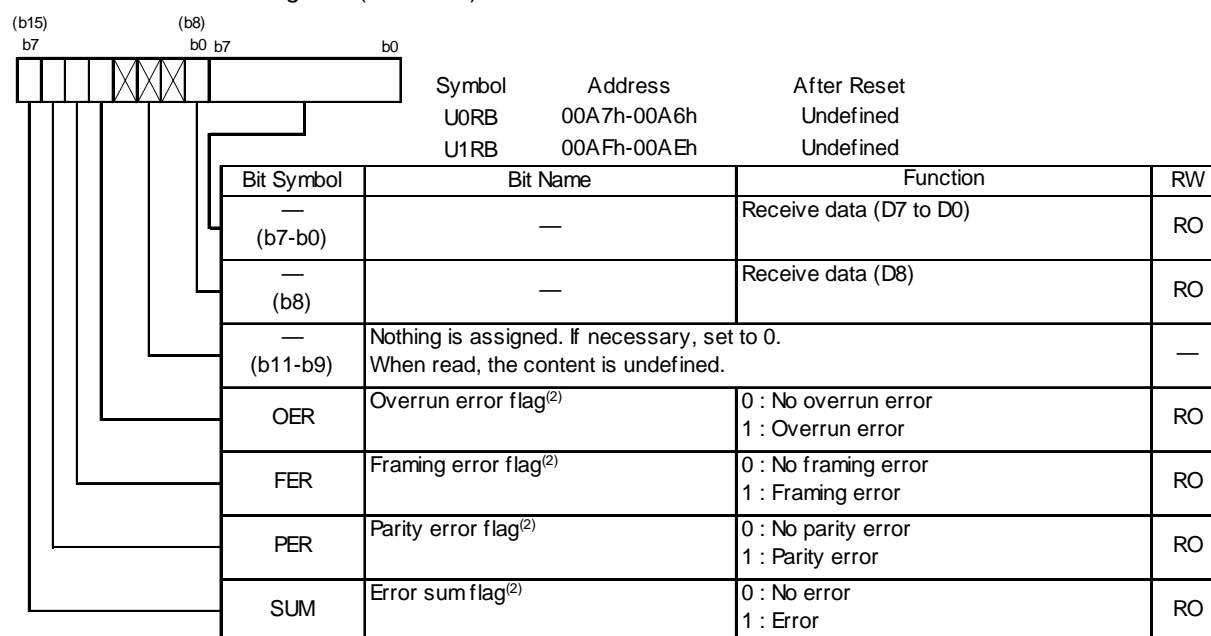 (b15) (b8)
b7 b0 b7 b0
Symbol Address After Reset
U0RB 00A7h-00A6h Undefined
U1RB 00AFh-00AEh Undefined
Bit Symbol Bit Name Function RW
— (b7-b0) — Receive data (D7 to D0) RO
— (b8) — Receive data (D8) RO
— (b11-b9) Nothing is assigned. If necessary, set to 0.
When read, the content is undefined. —
OER Overrun error flag(2) 0 : No overrun error
1 : Overrun error RO
FER Framing error flag(2) 0 : No framing error
1 : Framing error RO
PER Parity error flag(2) 0 : No parity error
1 : Parity error RO
SUM Error sum flag(2) 0 : No error
1 : Error RO